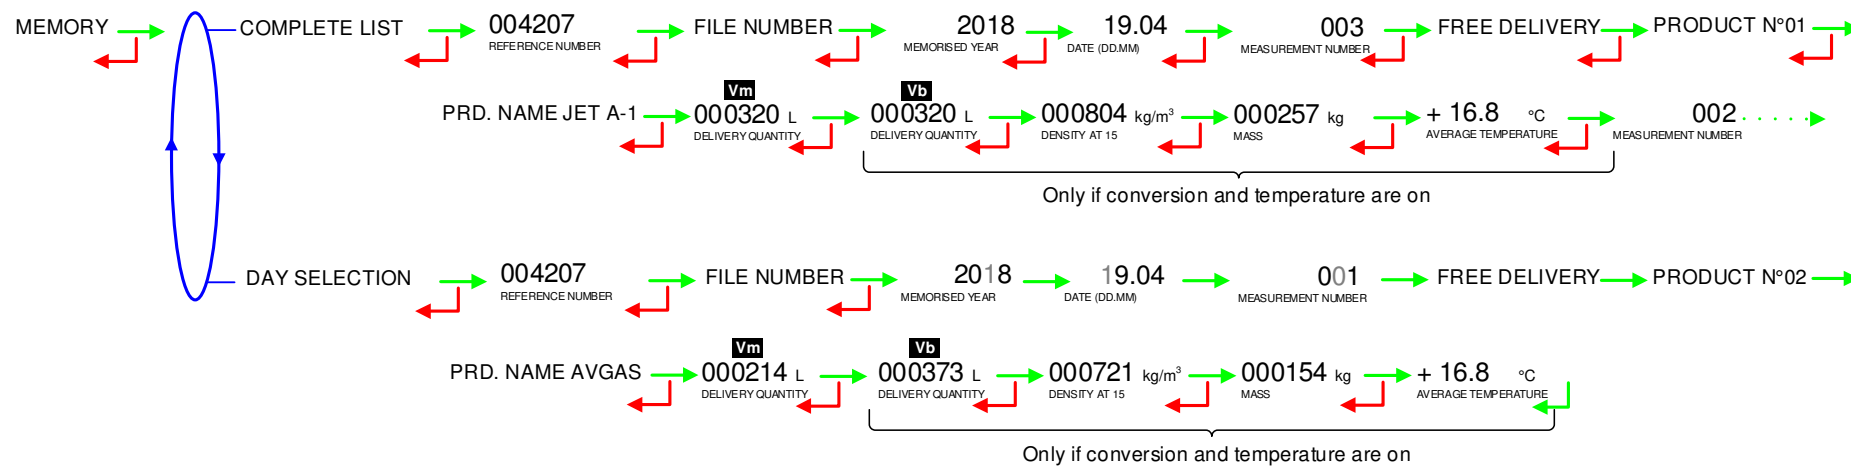 MEMORY COMPLETE LIST 004207 FILE NUMBER 2018 19.04 003 FREE DELIVERY PRODUCT N°01
REFERENCE NUMBER MEMORISED YEAR DATE (DD.MM) MEASUREMENT NUMBER
Vm Vb
PRD. NAME JET A-1 000320 L 000320 L 000804 kg/m³ 000257 kg + 16.8 °C 002
DELIVERY QUANTITY DELIVERY QUANTITY DENSITY AT 15 MASS AVERAGE TEMPERATURE MEASUREMENT NUMBER
Only if conversion and temperature are on
DAY SELECTION 004207 FILE NUMBER 2018 19.04 001 FREE DELIVERY PRODUCT N°02
REFERENCE NUMBER MEMORISED YEAR DATE (DD.MM) MEASUREMENT NUMBER
Vm Vb
PRD. NAME AVGAS 000214 L 000373 L 000721 kg/m³ 000154 kg + 16.8 °C
DELIVERY QUANTITY DELIVERY QUANTITY DENSITY AT 15 MASS AVERAGE TEMPERATURE
Only if conversion and temperature are on